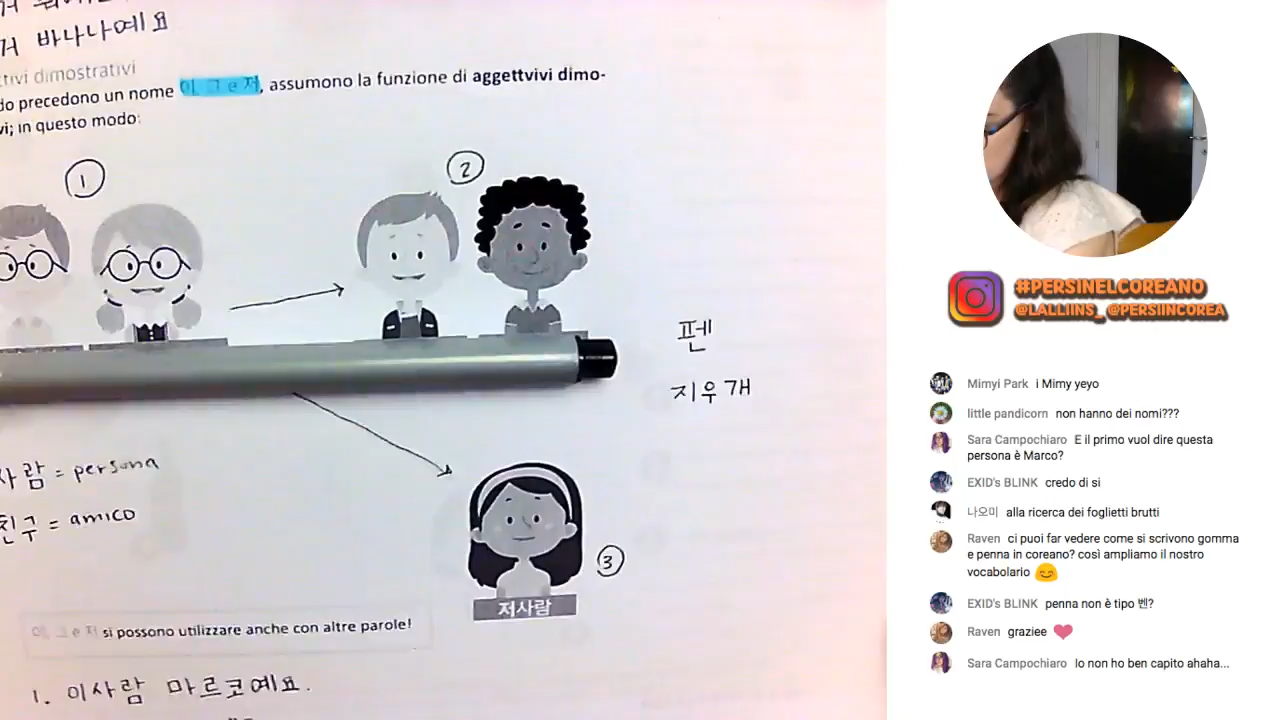 거 바나나예요
ttivi dimostrativi
do precedono un nome 이 그 e 저, assumono la funzione di aggettvivi dimo-
vi; in questo modo:
1
2
펜
지우개
사람 = persona
친구 = amico
3
저사람
이 그 e 저 si possono utilizzare anche con altre parole!
1. 이사람 마르코예요.
#PERSINELCOREANO
@LALLIINS_ @PERSIINCOREA
Mimyi Park i Mimy yeyo
little pandicorn non hanno dei nomi???
Sara Campochiaro E il primo vuol dire questa
persona è Marco?
EXID's BLINK credo di si
나오미 alla ricerca dei foglietti brutti
Raven ci puoi far vedere come si scrivono gomma
e penna in coreano? così ampliamo il nostro
vocabolario 😊
EXID's BLINK penna non è tipo 벤?
Raven graziee ❤
Sara Campochiaro Io non ho ben capito ahaha...